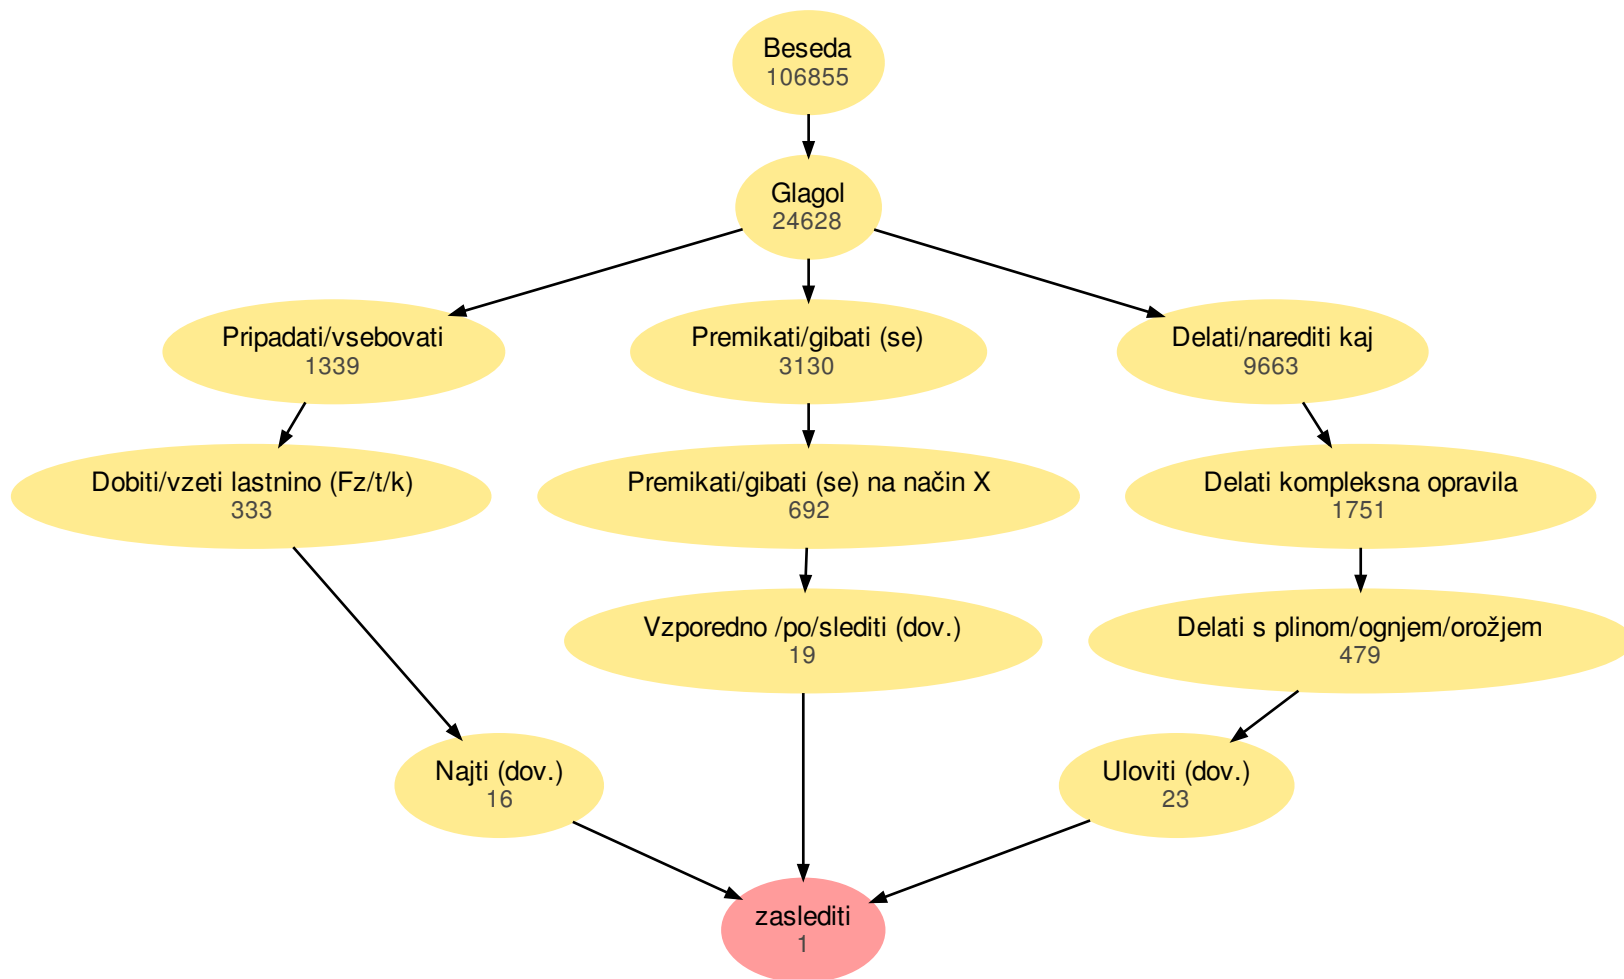 Beseda
106855
Glagol
24628
Pripadati/vsebovati
1339
Premikati/gibati (se)
3130
Delati/narediti kaj
9663
Dobiti/vzeti lastnino (Fz/t/k)
333
Premikati/gibati (se) na način X
692
Delati kompleksna opravila
1751
Vzporedno /po/slediti (dov.)
19
Delati s plinom/ognjem/orožjem
479
Najti (dov.)
16
Uloviti (dov.)
23
zaslediti
1